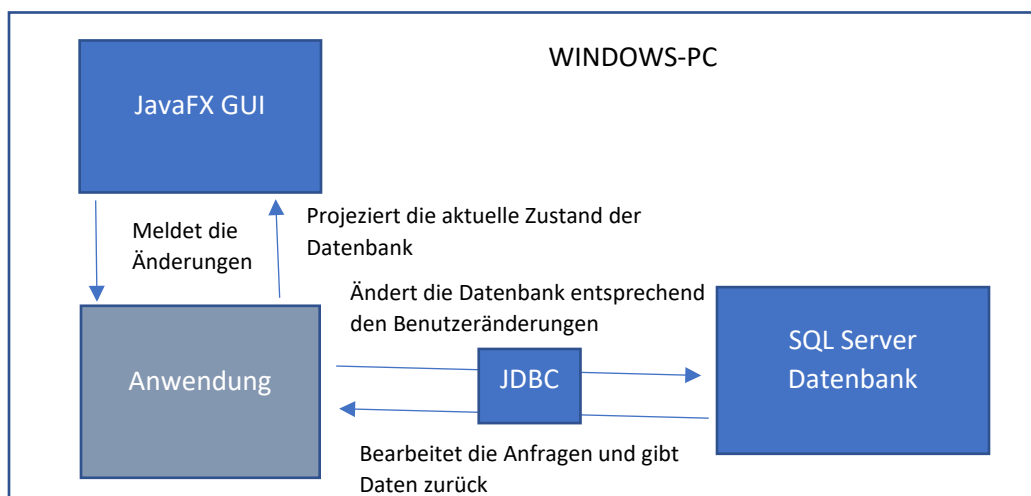 WINDOWS-PC
JavaFX GUI
Meldet die
Änderungen
Projeziert die aktuelle Zustand der
Datenbank
Ändert die Datenbank entsprechend
den Benutzeränderungen
Anwendung
JDBC
SQL Server
Datenbank
Bearbeitet die Anfragen und gibt
Daten zurück